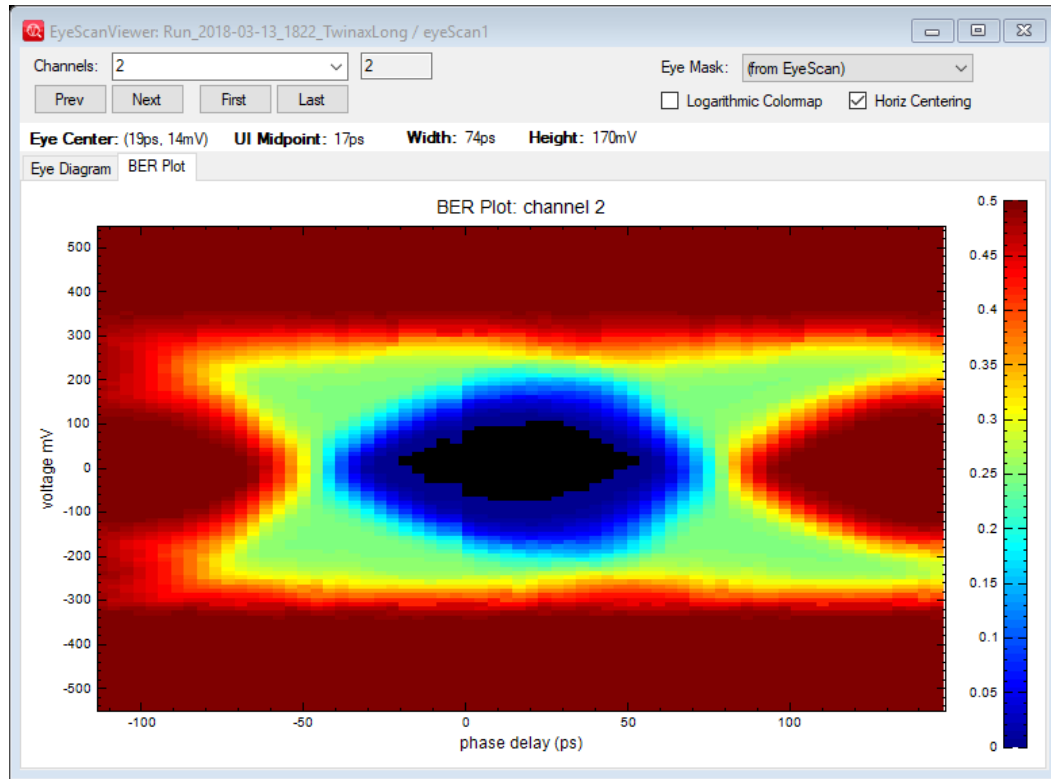 EyeScanViewer: Run_2018-03-13_1822_TwinaxLong / eyeScan1
Channels: 2 2 Eye Mask: (from EyeScan)
Prev Next First Last Logarithmic Colormap Horiz Centering
Eye Center: (19ps, 14mV) UI Midpoint: 17ps Width: 74ps Height: 170mV
Eye Diagram BER Plot
BER Plot: channel 2
voltage mV
500
400
300
200
100
0
-100
-200
-300
-400
-500
-100 -50 0 50 100
phase delay (ps)
0.5
0.45
0.4
0.35
0.3
0.25
0.2
0.15
0.1
0.05
0